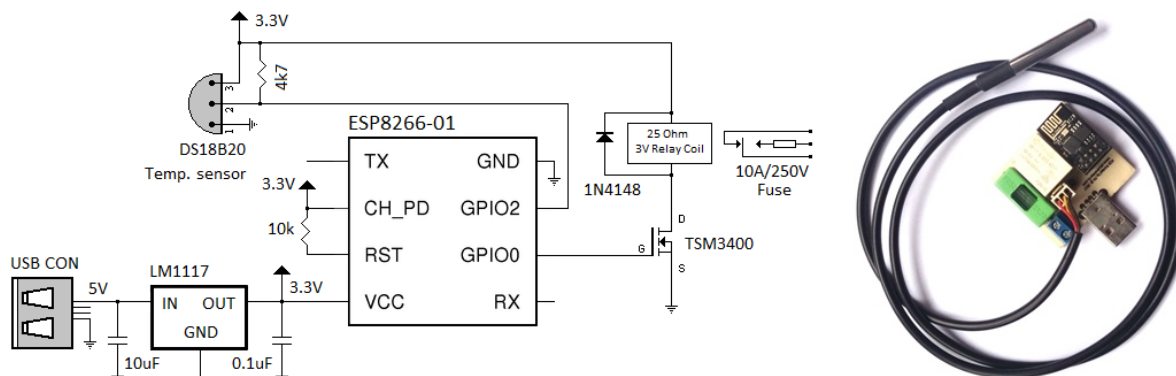 3.3V
4k7
3
2
1
DS18B20
Temp. sensor
ESP8266-01
TX
GND
CH_PD
GPIO2
RST
GPIO0
VCC
RX
3.3V
10k
25 Ohm
3V Relay Coil
1N4148
10A/250V
Fuse
D
G
S
TSM3400
USB CON
5V
LM1117
IN
OUT
GND
3.3V
10uF
0.1uF